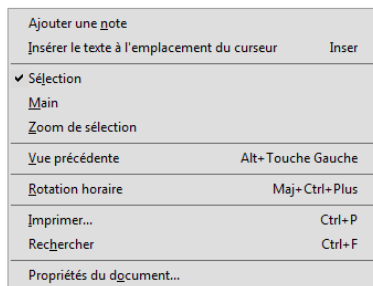 Ajouter une note
Insérer le texte à l'emplacement du curseur Inser
Sélection
Main
Zoom de sélection
Vue précédente Alt+Touche Gauche
Rotation horaire Maj+Ctrl+Plus
Imprimer... Ctrl+P
Rechercher Ctrl+F
Propriétés du document...